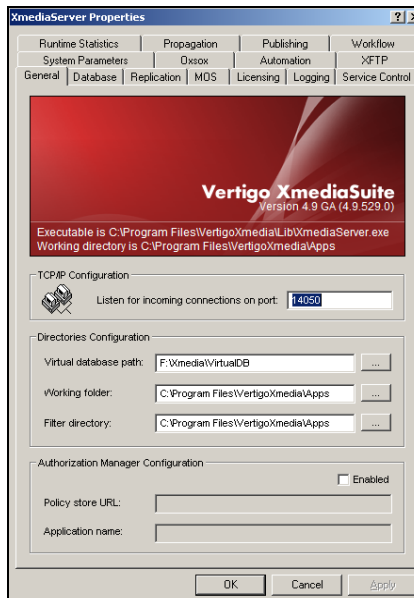 XmediaServer Properties
Runtime Statistics Propagation Publishing Workflow
System Parameters Oxsox Automation XFTP
General Database Replication MOS Licensing Logging Service Control
Vertigo XmediaSuite
Version 4.9 GA (4.9.529.0)
Executable is C:\Program Files\VertigoXmedia\Lib\XmediaServer.exe
Working directory is C:\Program Files\VertigoXmedia\Apps
TCP/IP Configuration
Listen for incoming connections on port: 14050
Directories Configuration
Virtual database path: F:\Xmedia\VirtualDB ...
Working folder: C:\Program Files\VertigoXmedia\Apps ...
Filter directory: C:\Program Files\VertigoXmedia\Apps ...
Authorization Manager Configuration
Enabled
Policy store URL:
Application name:
OK Cancel Apply